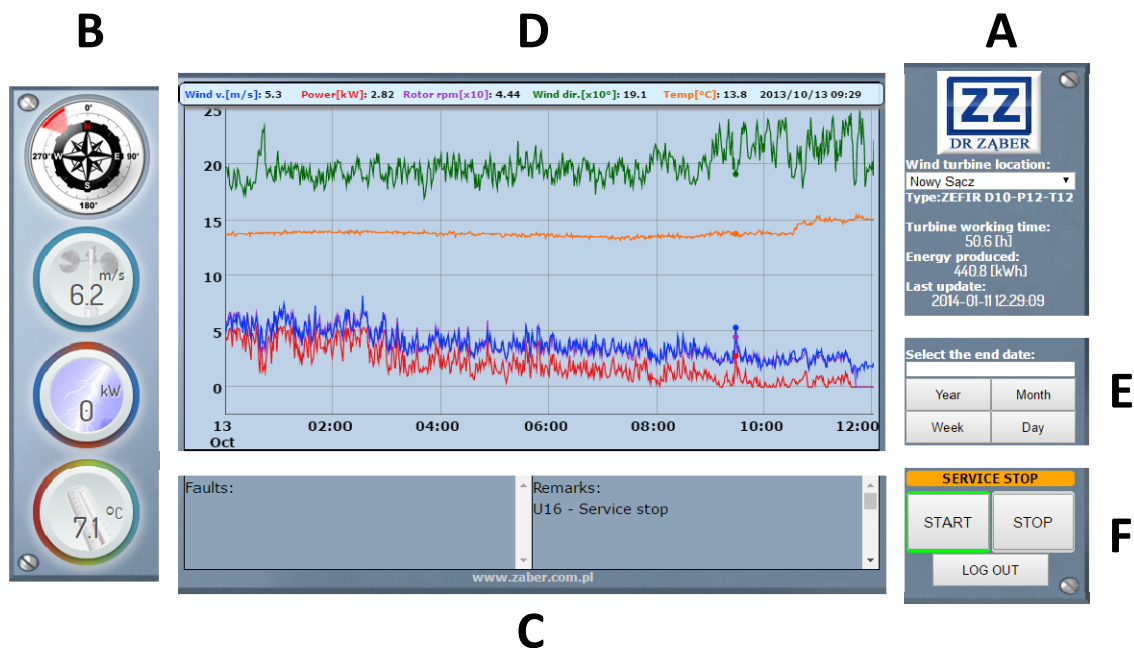 B
D
A
0°
90°
180°
270°
N
E
S
W
m/s
6.2
kW
0
°C
7.1
Wind v.[m/s]: 5.3 Power[kW]: 2.82 Rotor rpm[x10]: 4.44 Wind dir.[x10°]: 19.1 Temp[°C]: 13.8 2013/10/13 09:29
25
20
15
10
5
0
13 02:00 04:00 06:00 08:00 10:00 12:00
Oct
Faults:
Remarks:
U16 - Service stop
www.zaber.com.pl
C
ZZ
DR ZĄBER
Wind turbine location:
Nowy Sącz
Type:ZEFIR D10-P12-T12
Turbine working time:
50.6 [h]
Energy produced:
440.8 [kWh]
Last update:
2014-01-11 12:29:09
Select the end date:
Year Month
Week Day
E
SERVICE STOP
START STOP
LOG OUT
F